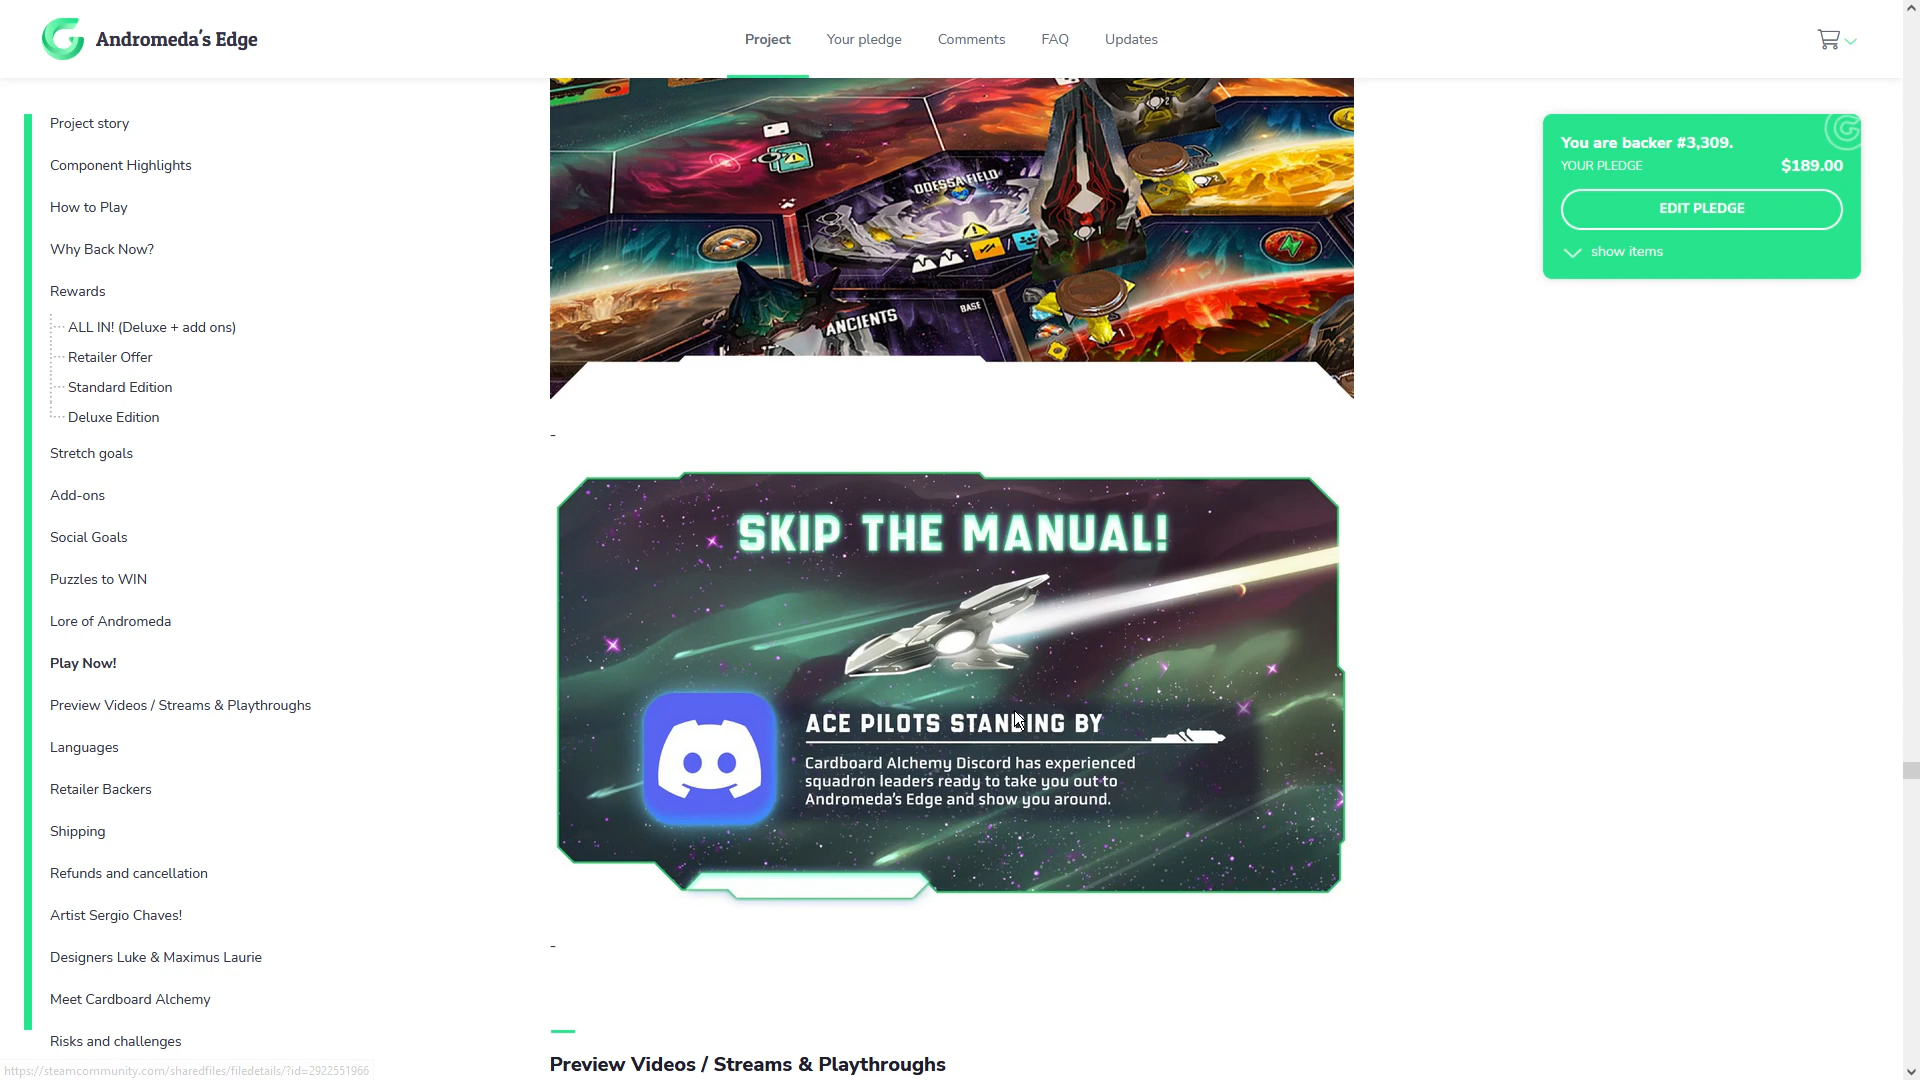 Andromeda's Edge
Project
Your pledge
Comments
FAQ
Updates
Project story
Component Highlights
How to Play
Why Back Now?
Rewards
ALL IN! (Deluxe + add ons)
Retailer Offer
Standard Edition
Deluxe Edition
Stretch goals
Add-ons
Social Goals
Puzzles to WIN
Lore of Andromeda
Play Now!
Preview Videos / Streams & Playthroughs
Languages
Retailer Backers
Shipping
Refunds and cancellation
Artist Sergio Chaves!
Designers Luke & Maximus Laurie
Meet Cardboard Alchemy
Risks and challenges
ODESSA FIELD
ANCIENTS
BASE
-
SKIP THE MANUAL!
ACE PILOTS STANDING BY
Cardboard Alchemy Discord has experienced
squadron leaders ready to take you out to
Andromeda's Edge and show you around.
-
Preview Videos / Streams & Playthroughs
You are backer #3,309.
YOUR PLEDGE
$189.00
EDIT PLEDGE
show items
https://steamcommunity.com/sharedfiles/filedetails/?id=2922551966